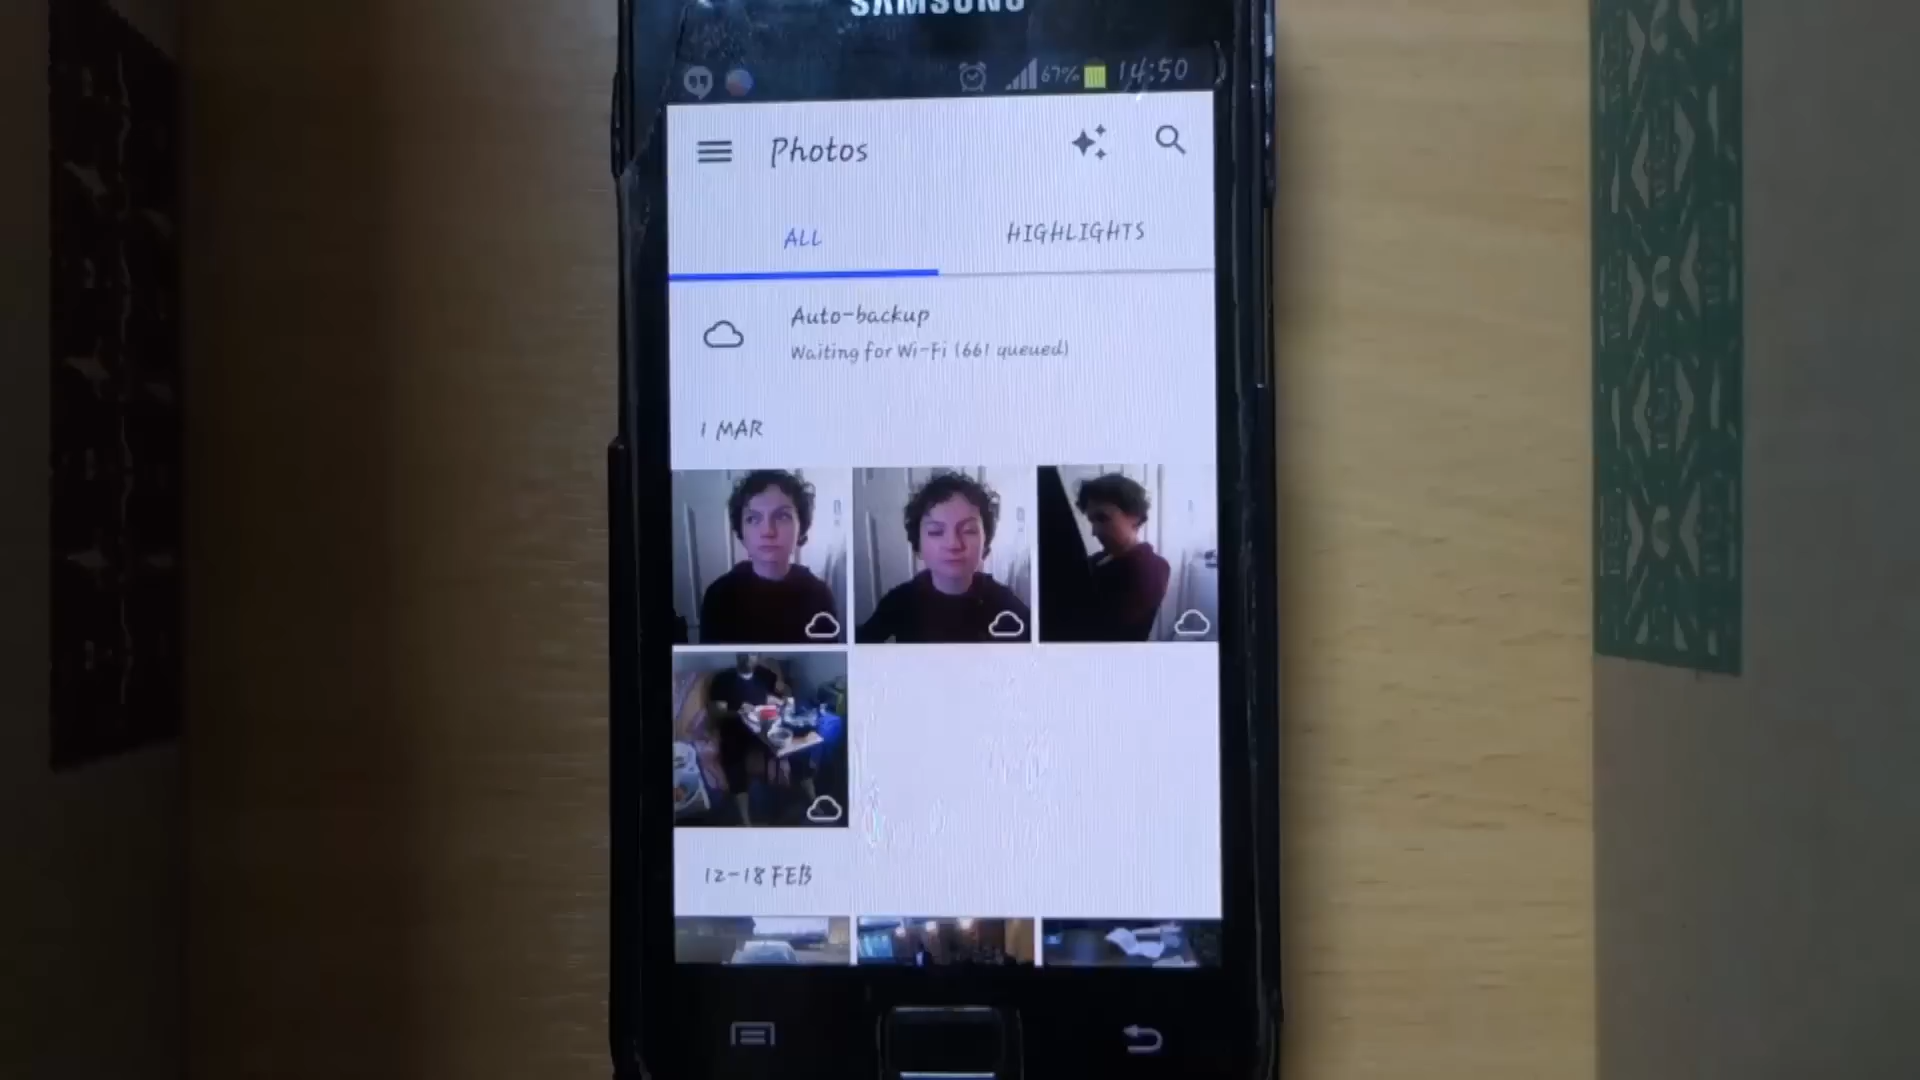 SAMSUNG
67% 14:50
Photos
ALL HIGHLIGHTS
Auto-backup
Waiting for Wi-Fi (661 queued)
1 MAR
12-18 FEB